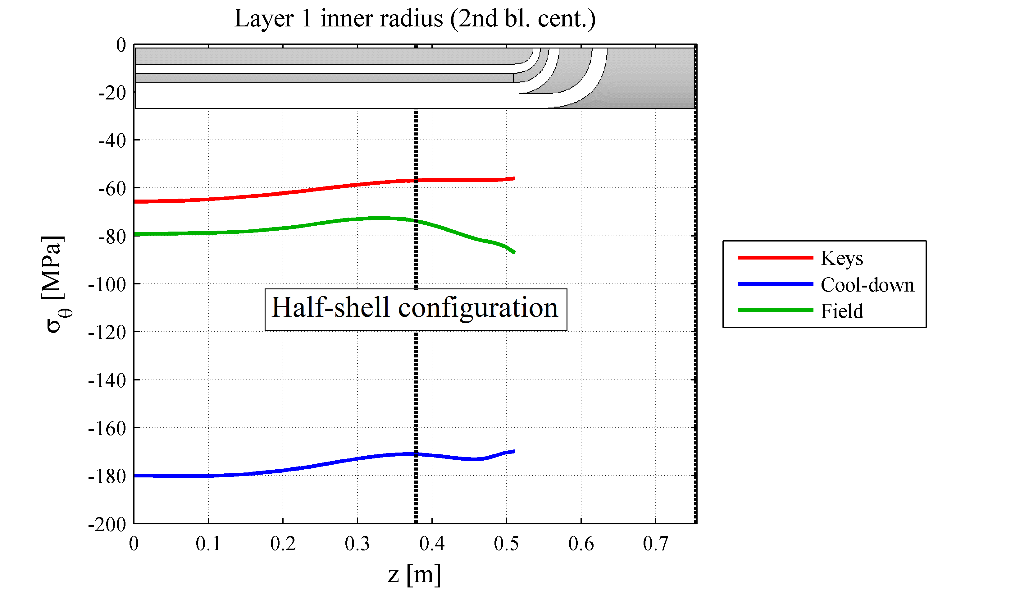 Layer 1 inner radius (2nd bl. cent.)
0
-20
-40
-60
-80
-100
-120
-140
-160
-180
-200
σθ [MPa]
Half-shell configuration
Keys
Cool-down
Field
0 0.1 0.2 0.3 0.4 0.5 0.6 0.7
z [m]